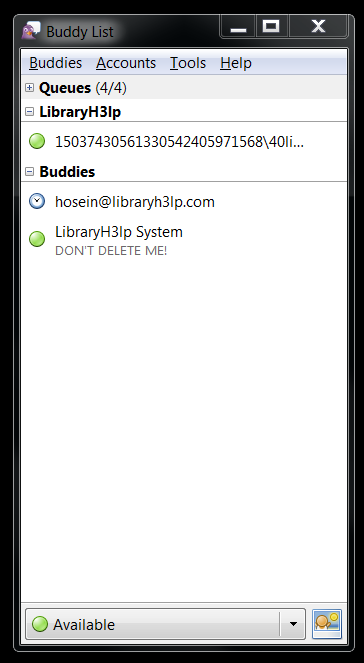 Buddy List
Buddies Accounts Tools Help
Queues (4/4)
LibraryH3lp
15037430561330542405971568\40li...
Buddies
hosein@libraryh3lp.com
LibraryH3lp System
DON'T DELETE ME!
Available